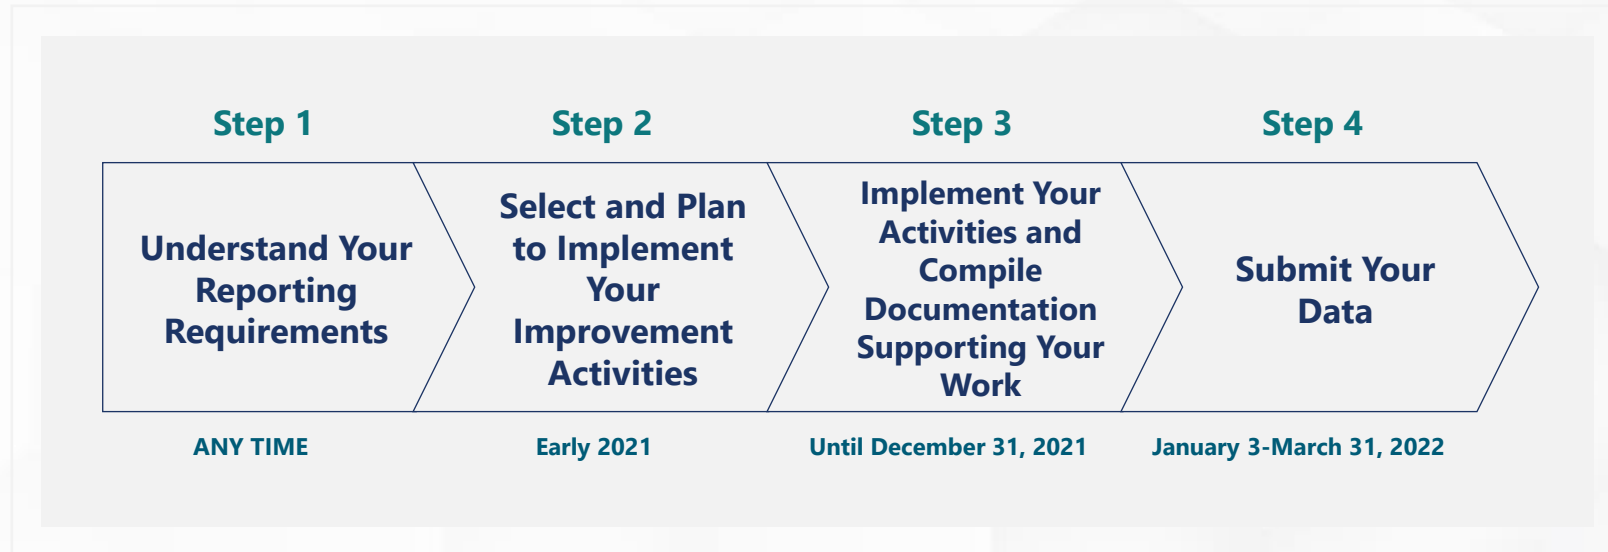 Step 1
Step 2
Step 3
Step 4
Understand Your
Reporting
Requirements
Select and Plan
to Implement
Your
Improvement
Activities
Implement Your
Activities and
Compile
Documentation
Supporting Your
Work
Submit Your
Data
ANY TIME
Early 2021
Until December 31, 2021
January 3-March 31, 2022